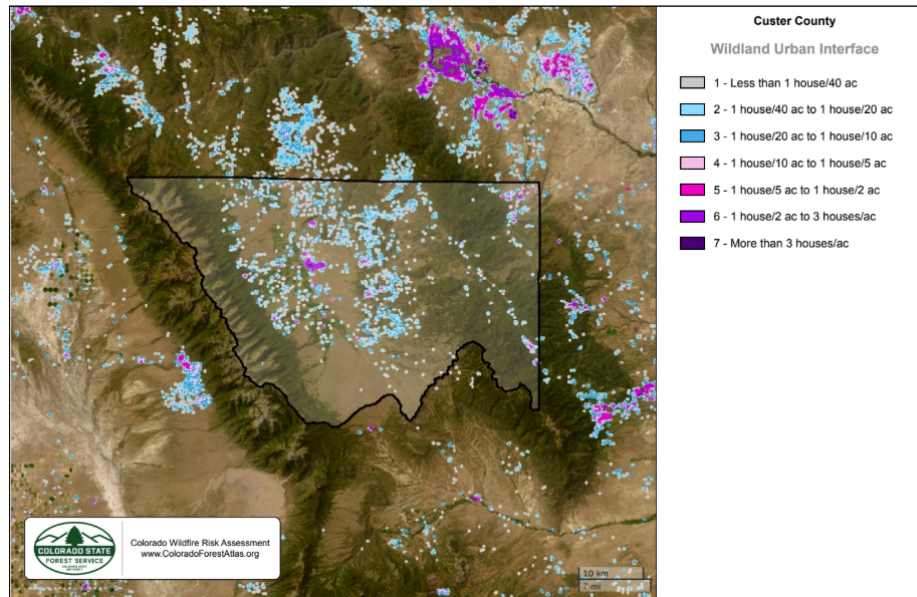 Custer County
Wildland Urban Interface
1 - Less than 1 house/40 ac
2 - 1 house/40 ac to 1 house/20 ac
3 - 1 house/20 ac to 1 house/10 ac
4 - 1 house/10 ac to 1 house/5 ac
5 - 1 house/5 ac to 1 house/2 ac
6 - 1 house/2 ac to 3 houses/ac
7 - More than 3 houses/ac
COLORADO STATE
FOREST SERVICE
Colorado Wildfire Risk Assessment
www.ColoradoForestAtlas.org
10 km
7 mi